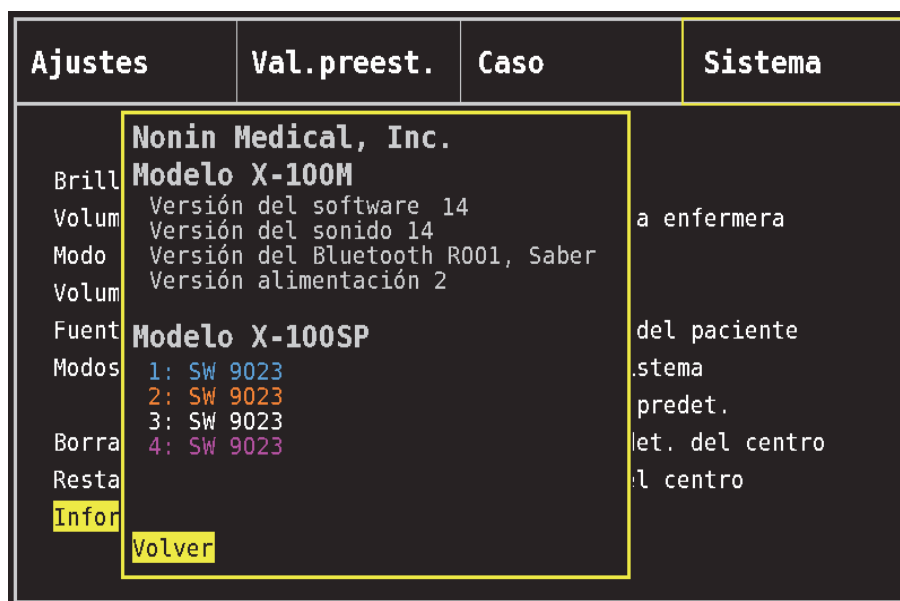 Ajustes
Val.preest.
Caso
Sistema
Nonin Medical, Inc.
Modelo X-100M
Versión del software 14
Versión del sonido 14
Versión del Bluetooth R001, Saber
Versión alimentación 2
Modelo X-100SP
1: SW 9023
2: SW 9023
3: SW 9023
4: SW 9023
Volver
Brill
Volum
a enfermera
Modo
Volum
Fuent
del paciente
Modos
stema
predet.
Borra
et. del centro
Resta
l centro
Infor